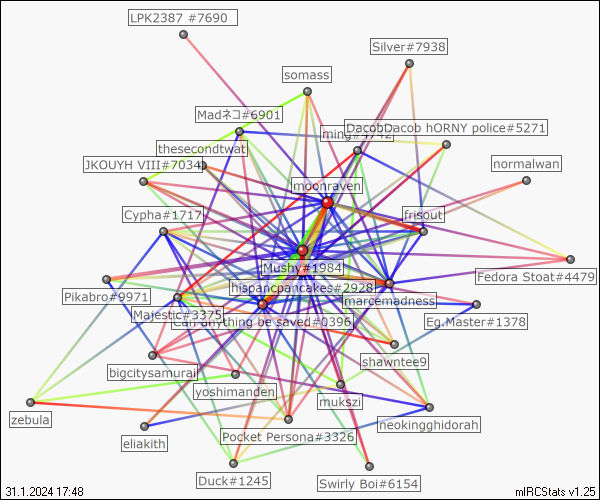 LPK2387 #7690
Silver#7938
somass
Madネコ#6901
ming#7742
DacobDacob hORNY police#5271
thesecondtwat
JKOUYH VIII#7034
normalwan
moonraven
Cypha#1717
frisout
Mushy#1984
Fedora Stoat#4479
hispancpancakes#2928
Pikabro#9971
marcemadness
Majestic#3375
Can anything be saved#0396
Eg.Master#1378
shawntee9
bigcitysamurai
yoshimanden
mukszi
zebula
neokingghidorah
eliakith
Pocket Persona#3326
Duck#1245
Swirly Boi#6154
31.1.2024 17:48
mIRCStats v1.25